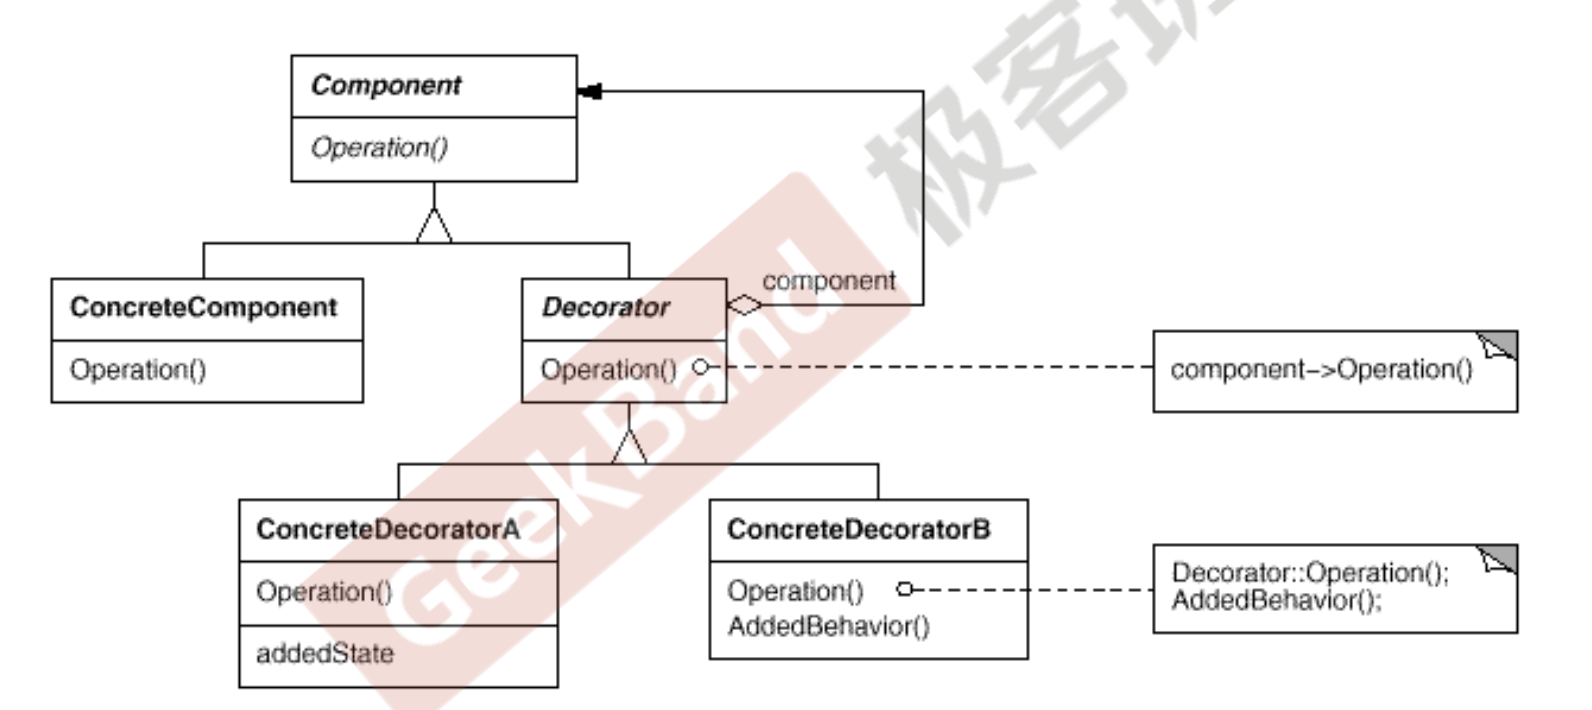 Component
Operation()
component
ConcreteComponent
Operation()
Decorator
Operation()
component->Operation()
ConcreteDecoratorA
Operation()
addedState
ConcreteDecoratorB
Operation()
AddedBehavior()
Decorator::Operation();
AddedBehavior();
GeekBand
极客班